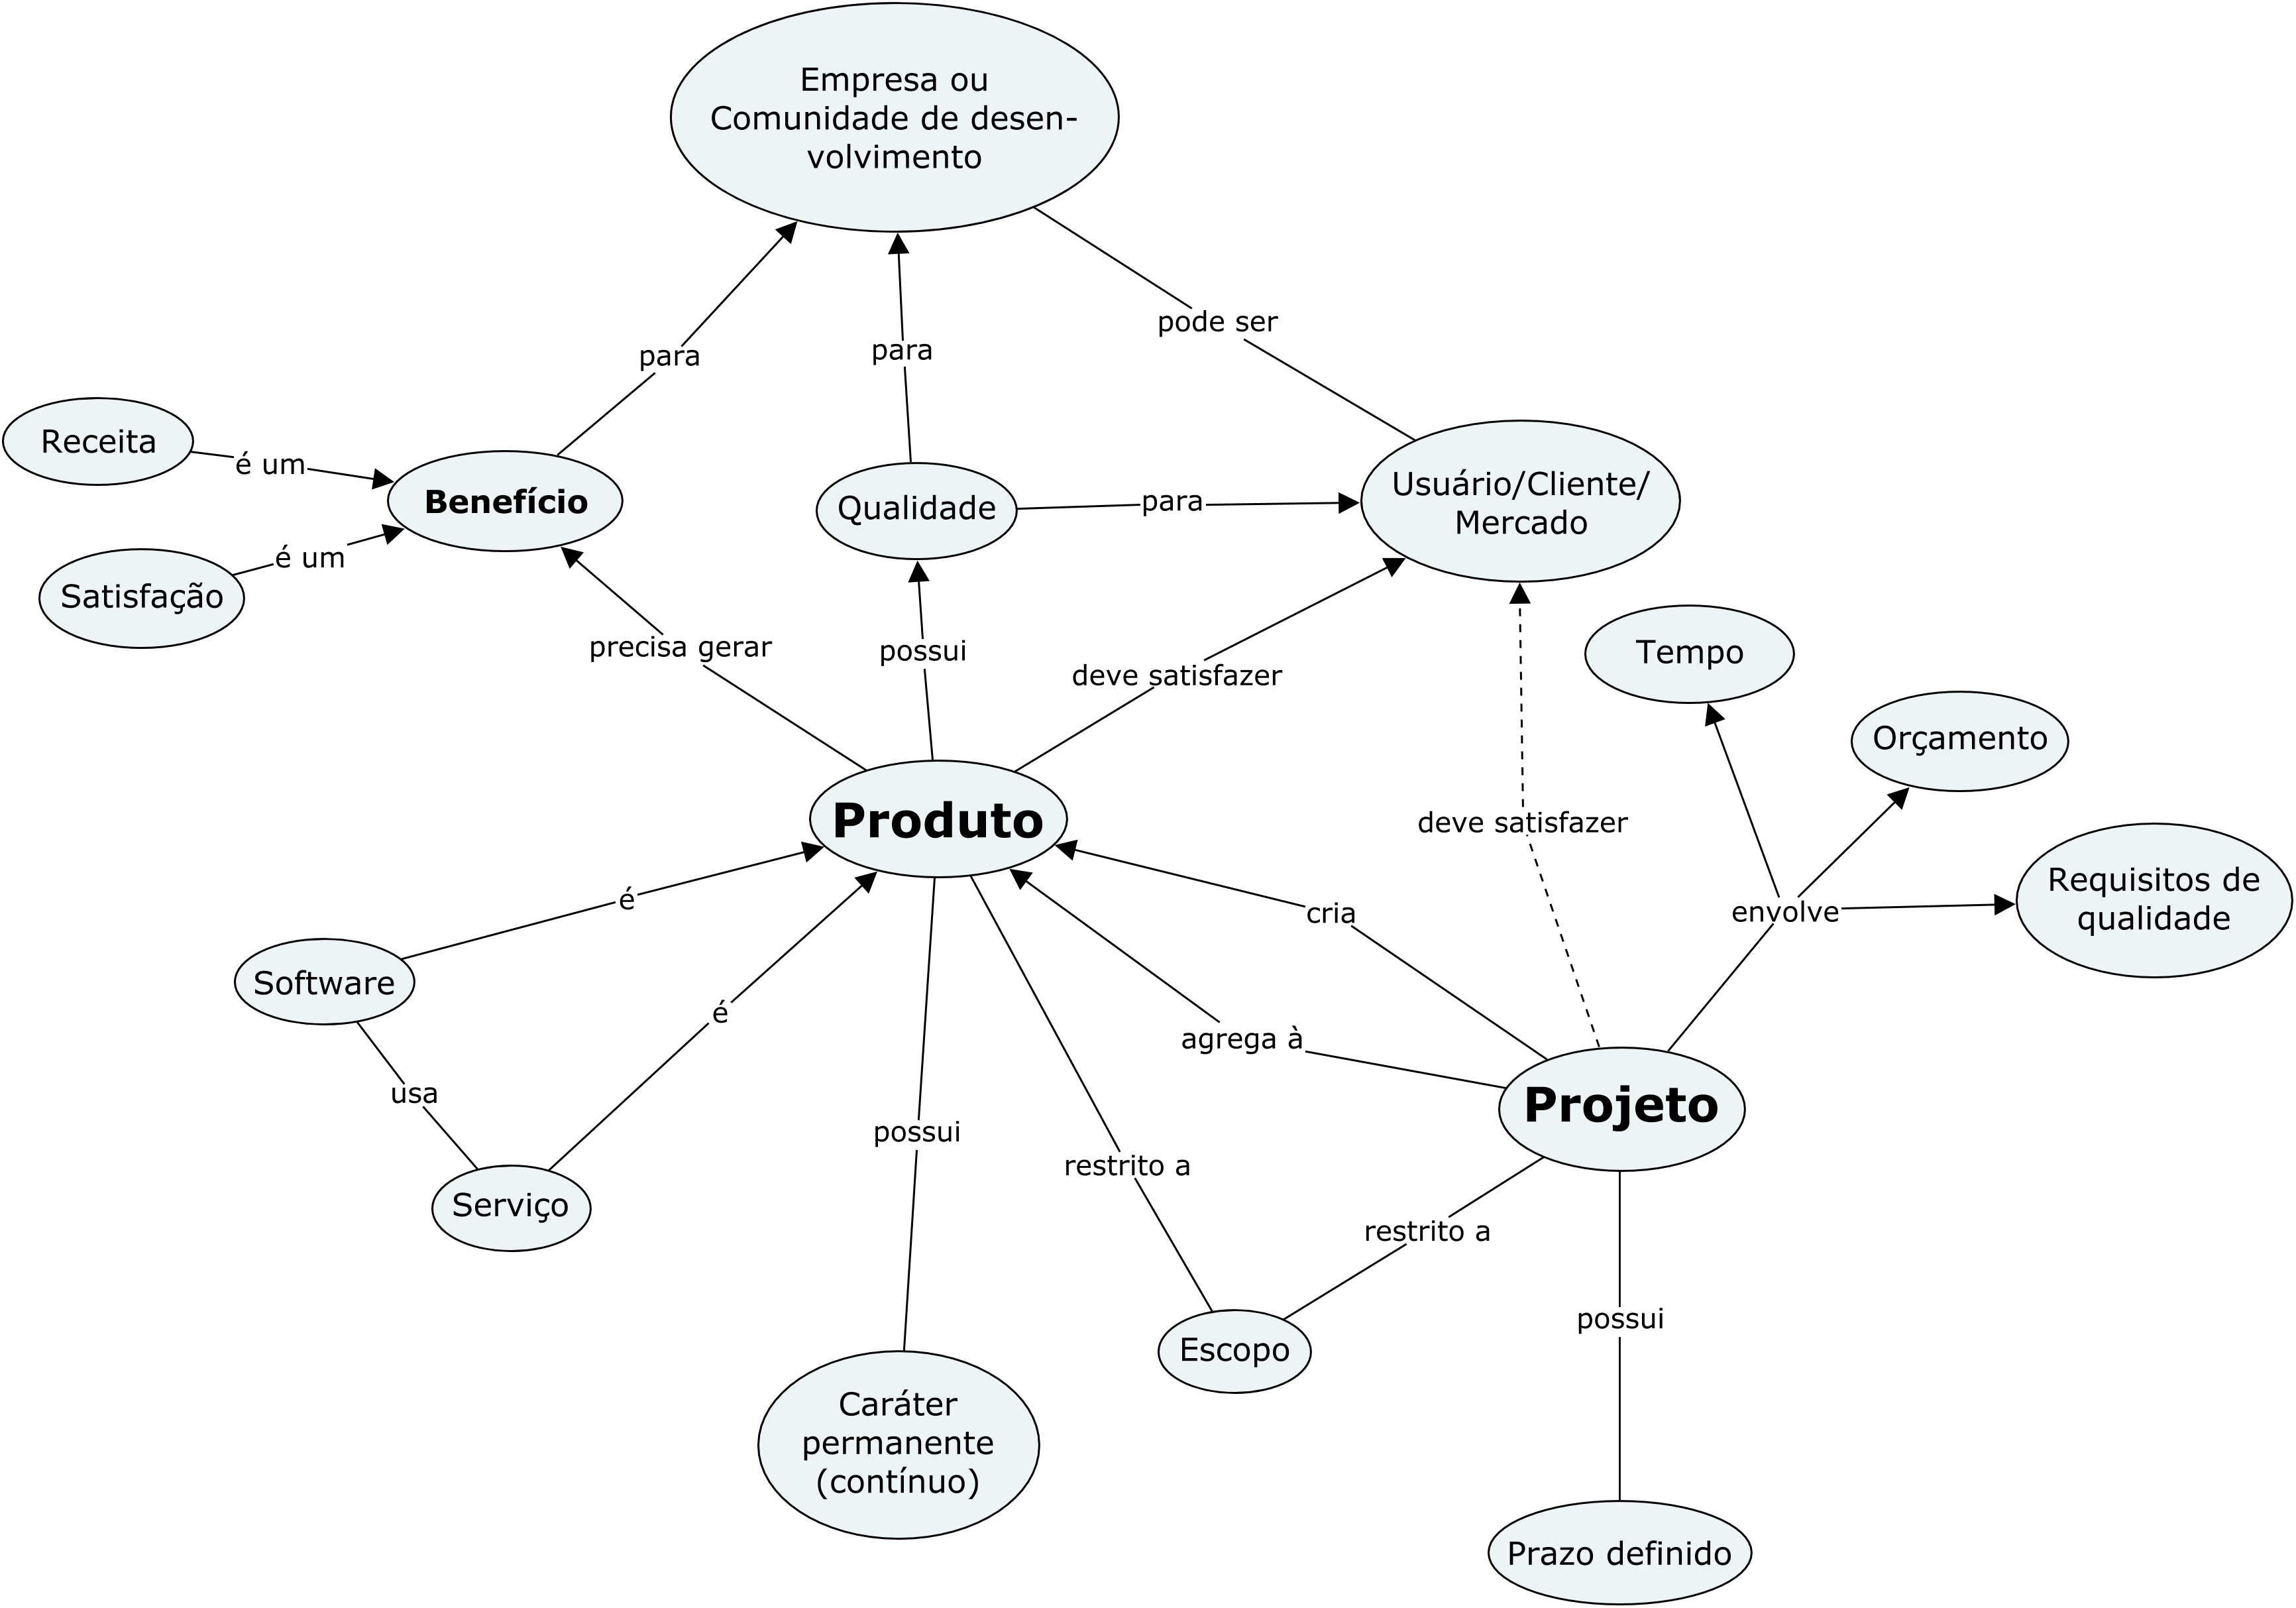 Empresa ou
Comunidade de desen-
volvimento
pode ser
para
para
Receita
é um
Benefício
Qualidade
para
Usuário/Cliente/
Mercado
é um
Satisfação
precisa gerar
possui
deve satisfazer
Tempo
Orçamento
Produto
deve satisfazer
Requisitos de
qualidade
é
cria
envolve
Software
é
agrega à
usa
Projeto
possui
restrito a
Serviço
restrito a
possui
Escopo
Caráter
permanente
(contínuo)
Prazo definido